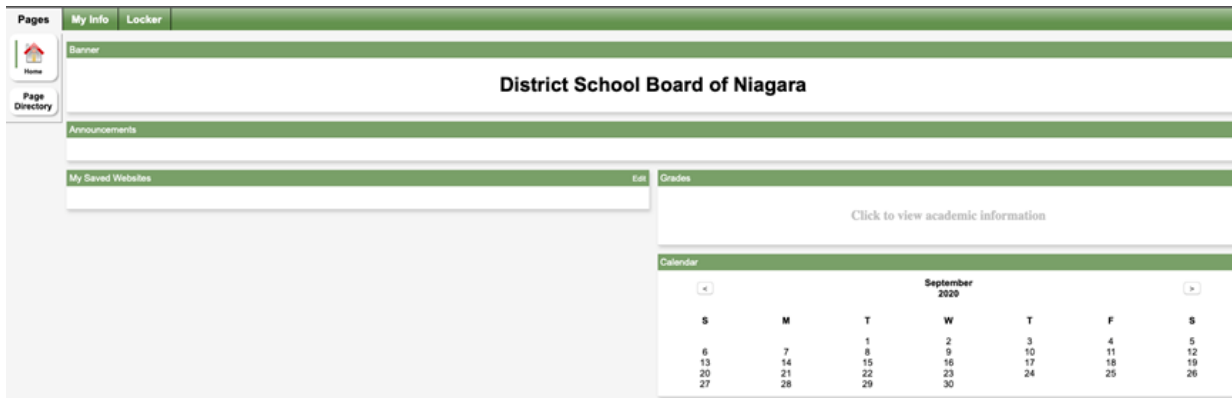 Pages My Info Locker
Home
Page
Directory
Banner
District School Board of Niagara
Announcements
My Saved Websites Edit
Grades
Click to view academic information
Calendar
< September >
2020
S M T W T F S
1 2 3 4 5
6 7 8 9 10 11 12
13 14 15 16 17 18 19
20 21 22 23 24 25 26
27 28 29 30